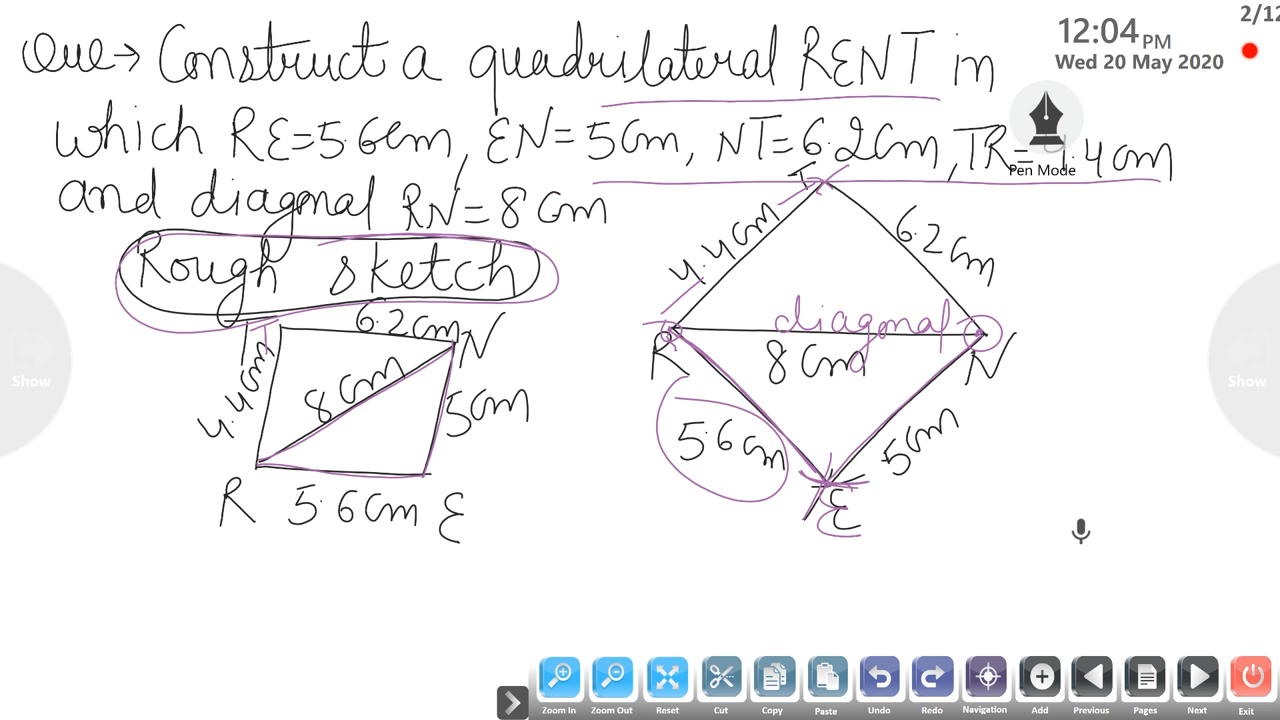 2/12
12:04 PM
Wed 20 May 2020
Que→ Construct a quadrilateral RENT in
which RE=5.6cm, EN=5cm, NT=6.2cm, TR=4.4cm
Pen Mode
and diagonal RN=8cm
Rough sketch
T 6.2cm N
4.4cm 8cm 5cm
R 5.6cm E
T
4.4cm 6.2cm
diagonal
R 8cm N
5.6cm 5cm
E
Show
Show
Zoom In Zoom Out Reset Cut Copy Paste Undo Redo Navigation Add Previous Pages Next Exit